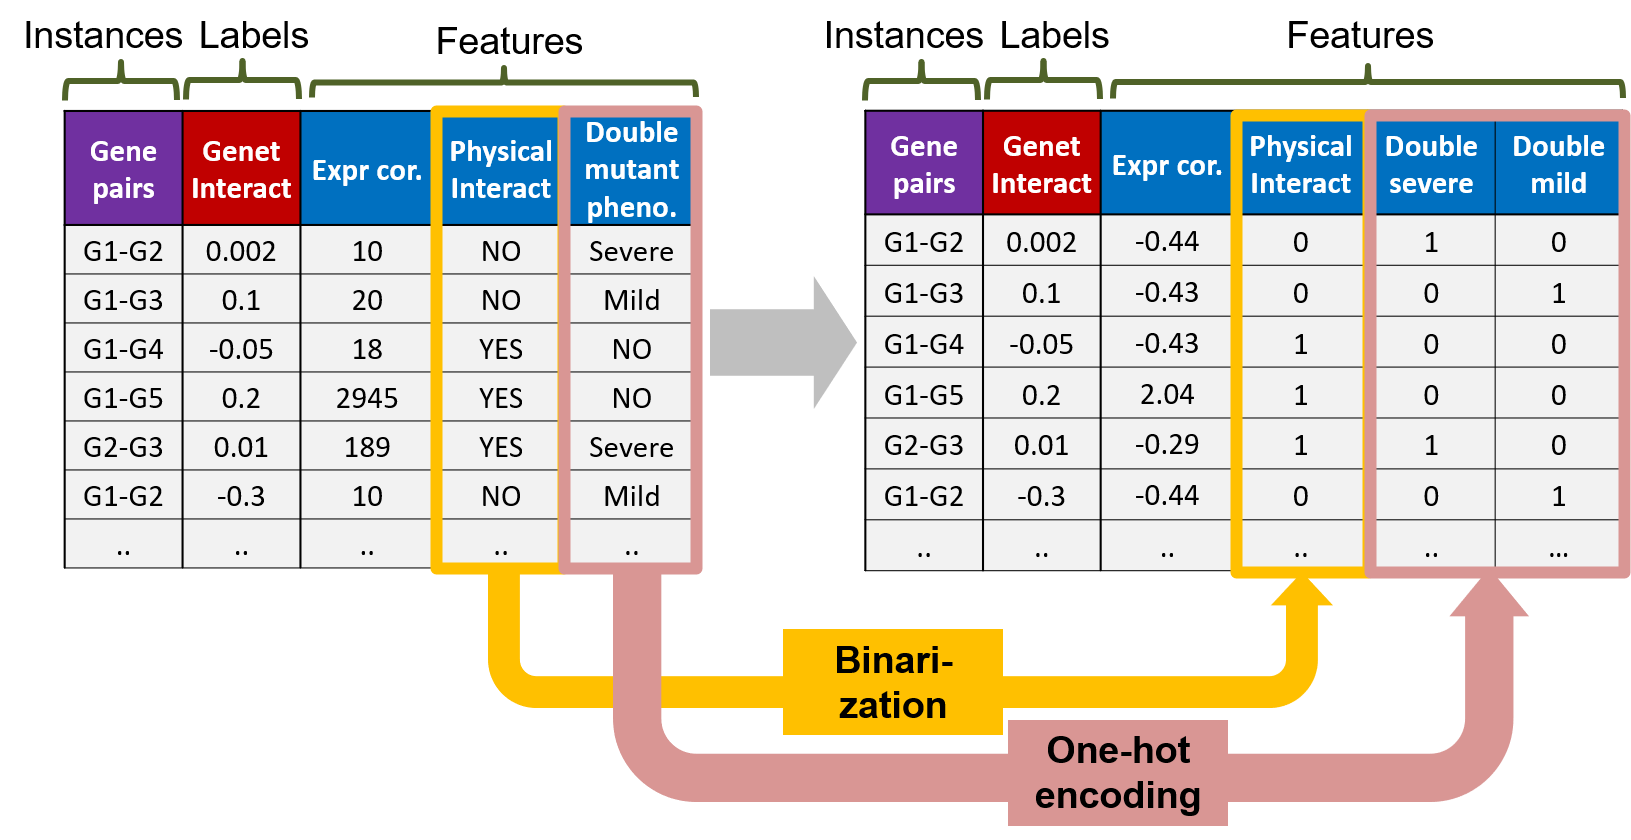 Instances Labels Features
Gene pairs Genet Interact Expr cor. Physical Interact Double mutant pheno.
G1-G2 0.002 10 NO Severe
G1-G3 0.1 20 NO Mild
G1-G4 -0.05 18 YES NO
G1-G5 0.2 2945 YES NO
G2-G3 0.01 189 YES Severe
G1-G2 -0.3 10 NO Mild
.. .. .. .. ..
Instances Labels Features
Gene pairs Genet Interact Expr cor. Physical Interact Double severe Double mild
G1-G2 0.002 -0.44 0 1 0
G1-G3 0.1 -0.43 0 0 1
G1-G4 -0.05 -0.43 1 0 0
G1-G5 0.2 2.04 1 0 0
G2-G3 0.01 -0.29 1 1 0
G1-G2 -0.3 -0.44 0 0 1
.. .. .. .. .. ...
Binari-
zation
One-hot
encoding